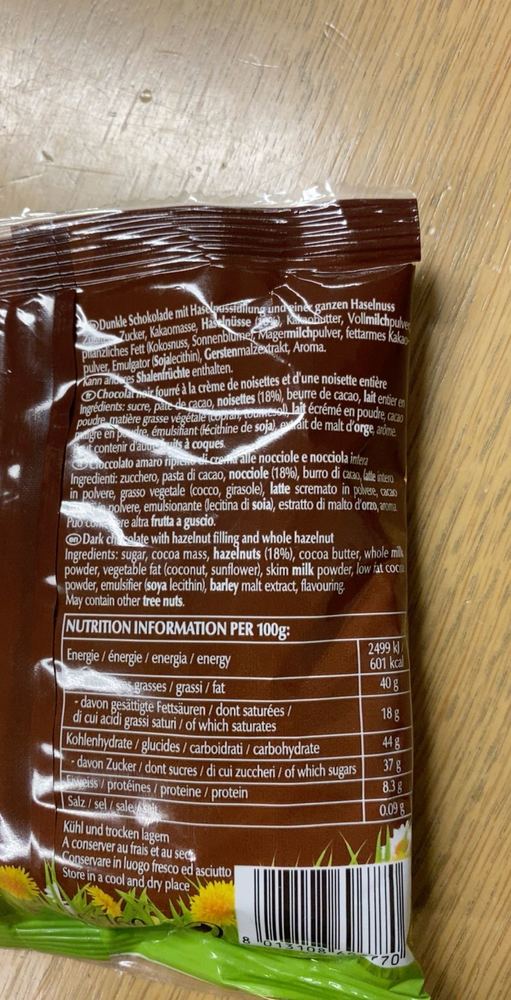 Dunkle Schokolade mit Haselnussfüllung und einer ganzen Haselnuss
Zucker, Kakaomasse, Haselnüsse Kakaobutter, Vollmilchpulver,
pflanzliches Fett (Kokosnuss, Sonnenblume), Magermilchpulver, fettarmes Kakao-
pulver, Emulgator (Sojalecithin), Gerstenmalzextrakt, Aroma.
Kann anderes Shalenfrüchte enthalten.
FR Chocolat noir fourré à la crème de noisettes et d'une noisette entière
Ingrédients: sucre, pâte de cacao, noisettes (18%), beurre de cacao, lait entier en
poudre, matière grasse végétale tournesol), lait écrémé en poudre, cacao
maigre en poudre, émulsifiant (lécithine de soja), extrait de malt d'orge, arôme.
contenir d'autres fruits à coques.
Cioccolato amaro ripieno di crema alle nocciole e nocciola intera
Ingredienti: zucchero, pasta di cacao, nocciole (18%), burro di cacao, latte intero
in polvere, grasso vegetale (cocco, girasole), latte scremato in polvere, cacao
in polvere, emulsionante (lecitina di soia), estratto di malto d'orzo, aroma.
Può contenere altra frutta a guscio.
EN Dark chocolate with hazelnut filling and whole hazelnut
Ingredients: sugar, cocoa mass, hazelnuts (18%), cocoa butter, whole milk
powder, vegetable fat (coconut, sunflower), skim milk powder, low fat cocoa
powder, emulsifier (soya lecithin), barley malt extract, flavouring.
May contain other tree nuts.
NUTRITION INFORMATION PER 100g:
Energie / énergie / energia / energy 2499 kJ /
601 kcal
grasses / grassi / fat 40 g
- davon gesättigte Fettsäuren / dont saturées /
di cui acidi grassi saturi / of which saturates 18 g
Kohlenhydrate / glucides / carboidrati / carbohydrate 44 g
- davon Zucker / dont sucres / di cui zuccheri / of which sugars 37 g
Eiweiss / protéines / proteine / protein 8.3 g
Salz / sel / sale / salt 0.09 g
Kühl und trocken lagern
A conserver au frais et au sec
Conservare in luogo fresco ed asciutto
Store in a cool and dry place
8 013108 70